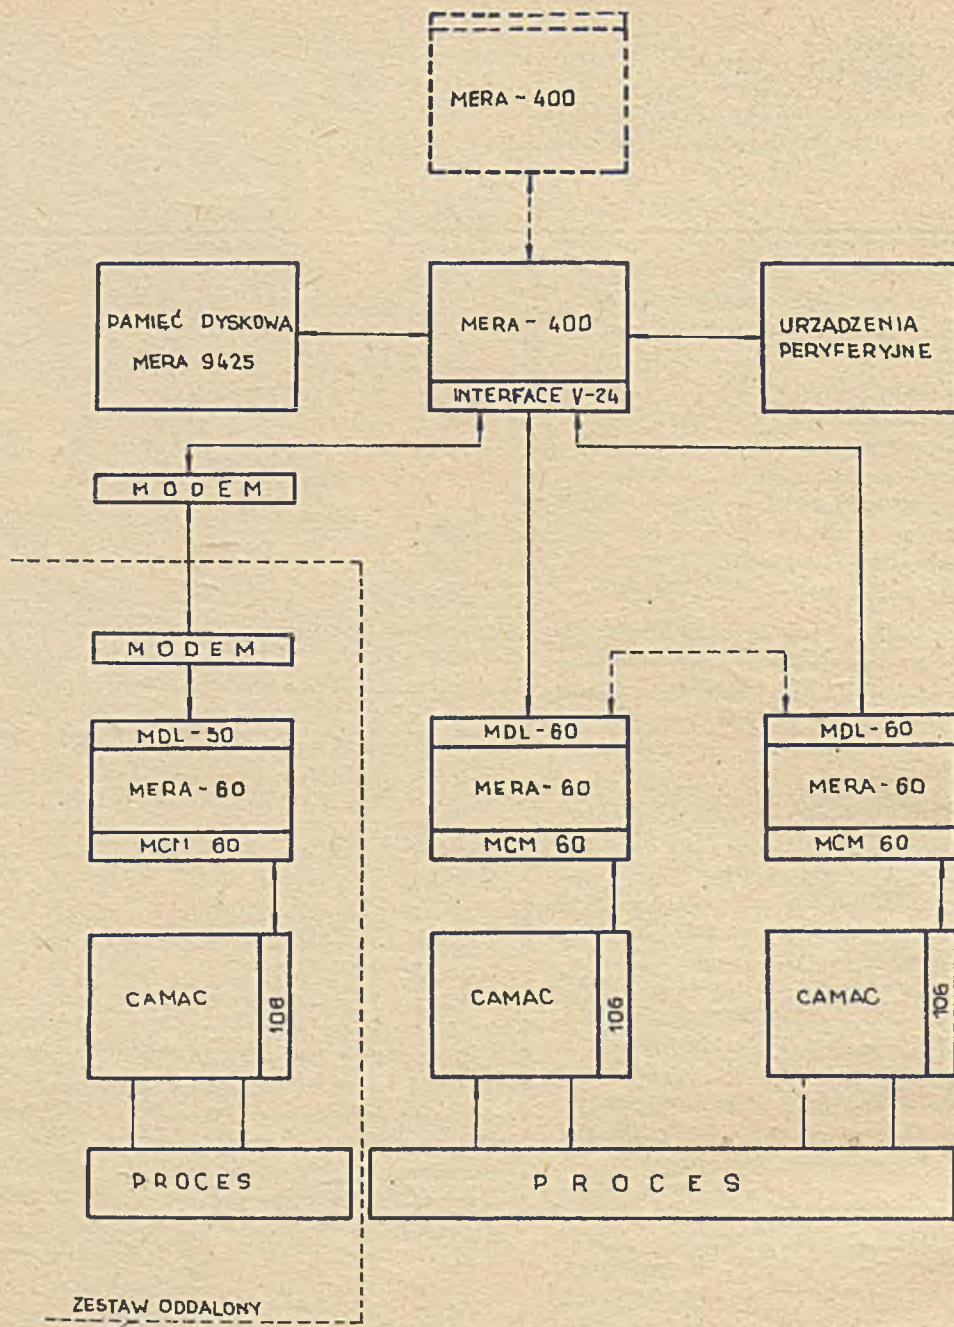 MERA - 400
PAMIĘĆ DYSKOWA
MERA 9425
MERA - 400
INTERFACE V-24
URZĄDZENIA
PERYFERYJNE
MODEM
MODEM
MDL - 50
MERA - 60
MCM 60
MDL-60
MERA - 60
MCM 60
MDL-60
MERA - 60
MCM 60
CAMAC
106
CAMAC
106
CAMAC
106
PROCES
PROCES
ZESTAW ODDALONY